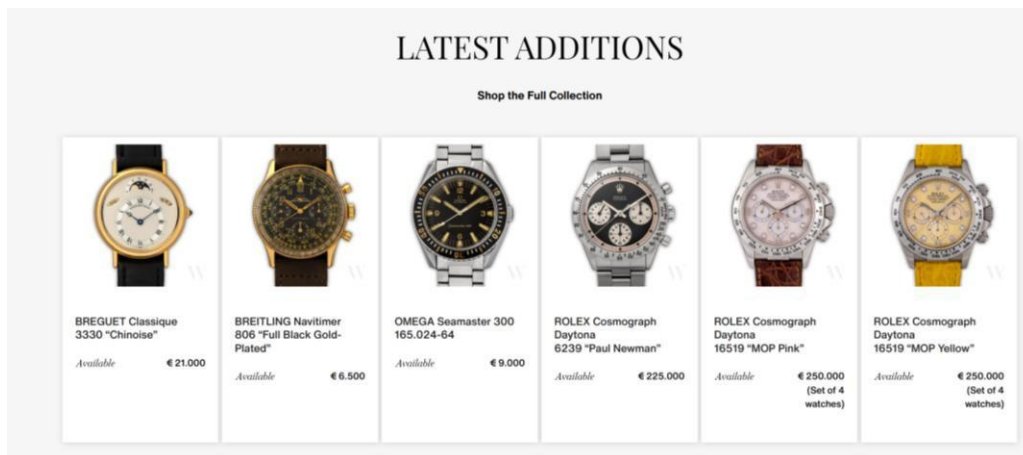 LATEST ADDITIONS
Shop the Full Collection
BREGUET Classique
3330 “Chinoise”
Available € 21.000
BREITLING Navitimer
806 “Full Black Gold-
Plated”
Available € 6.500
OMEGA Seamaster 300
165.024-64
Available € 9.000
ROLEX Cosmograph
Daytona
6239 “Paul Newman”
Available € 225.000
ROLEX Cosmograph
Daytona
16519 “MOP Pink”
Available € 250.000
(Set of 4
watches)
ROLEX Cosmograph
Daytona
16519 “MOP Yellow”
Available € 250.000
(Set of 4
watches)